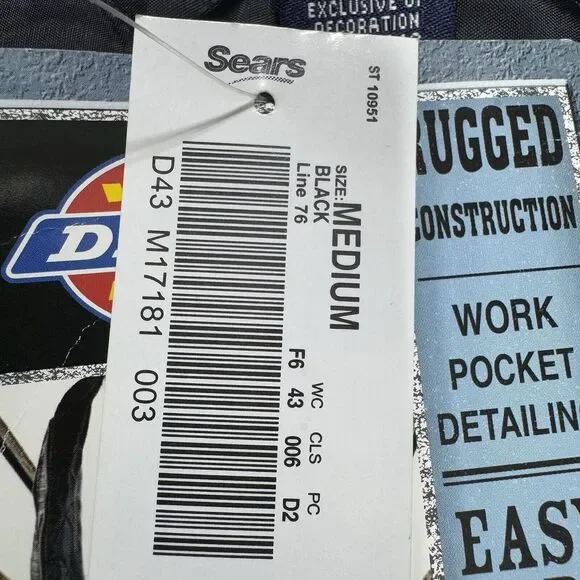 EXCLUSIVE OF
DECORATION
Sears
ST 10951
SIZE: MEDIUM
BLACK
Line 76
F6 WC CLS PC
43 006 D2
D43 M17181 003
RUGGED
CONSTRUCTION
WORK
POCKET
DETAILIN
EASY